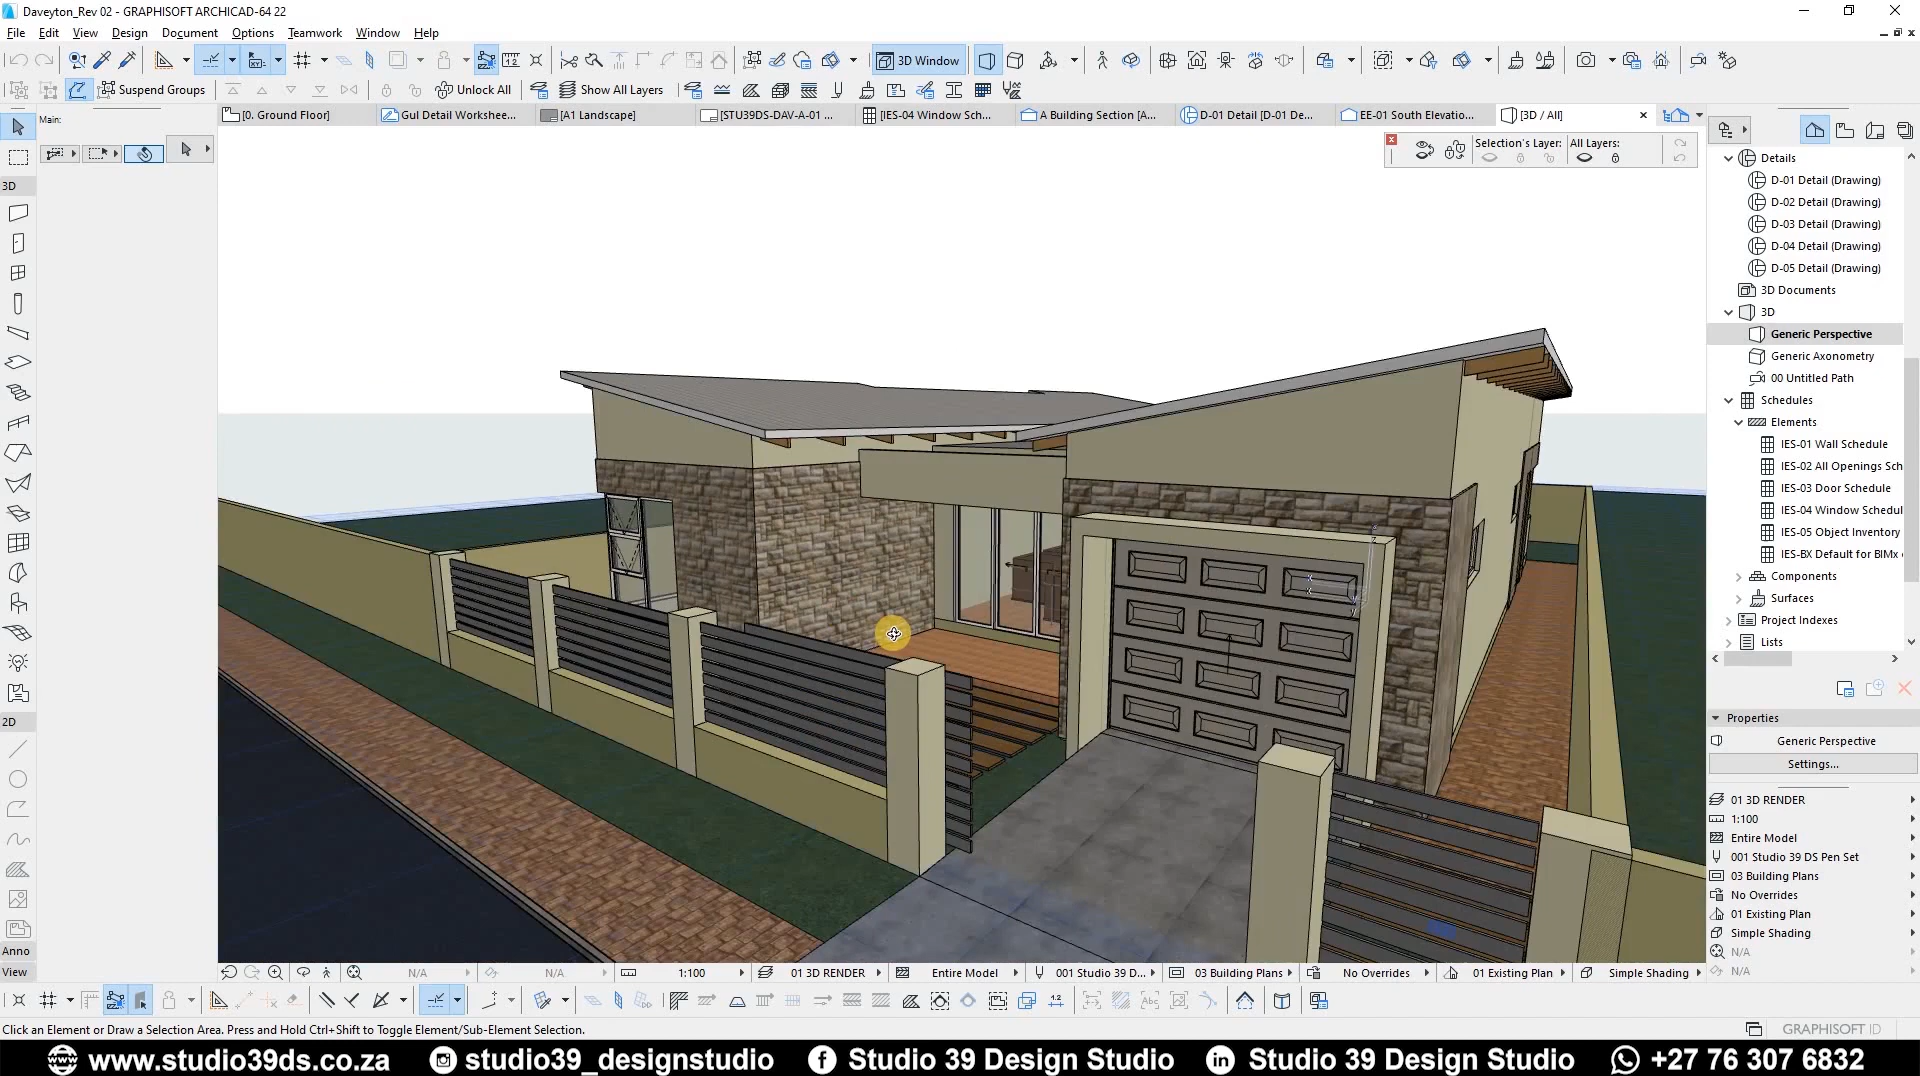 Daveyton_Rev 02 - GRAPHISOFT ARCHICAD-64 22
File Edit View Design Document Options Teamwork Window Help
3D Window
Suspend Groups Unlock All Show All Layers
[0. Ground Floor] Gul Detail Workshee... [A1 Landscape] [STU39DS-DAV-A-01 ... [IES-04 Window Sch... A Building Section [A... D-01 Detail [D-01 De... EE-01 South Elevatio... [3D / All]
Main:
Selection's Layer: All Layers:
3D
2D
Anno
View
Details
D-01 Detail (Drawing)
D-02 Detail (Drawing)
D-03 Detail (Drawing)
D-04 Detail (Drawing)
D-05 Detail (Drawing)
3D Documents
3D
Generic Perspective
Generic Axonometry
00 Untitled Path
Schedules
Elements
IES-01 Wall Schedule
IES-02 All Openings Sch
IES-03 Door Schedule
IES-04 Window Schedul
IES-05 Object Inventory
IES-BX Default for BIMx
Components
Surfaces
Project Indexes
Lists
Properties
Generic Perspective
Settings...
01 3D RENDER
1:100
Entire Model
001 Studio 39 DS Pen Set
03 Building Plans
No Overrides
01 Existing Plan
Simple Shading
N/A
N/A
N/A N/A 1:100 01 3D RENDER Entire Model 001 Studio 39 D... 03 Building Plans No Overrides 01 Existing Plan Simple Shading
Click an Element or Draw a Selection Area. Press and Hold Ctrl+Shift to Toggle Element/Sub-Element Selection.
GRAPHISOFT ID
www.studio39ds.co.za studio39_designstudio Studio 39 Design Studio Studio 39 Design Studio +27 76 307 6832